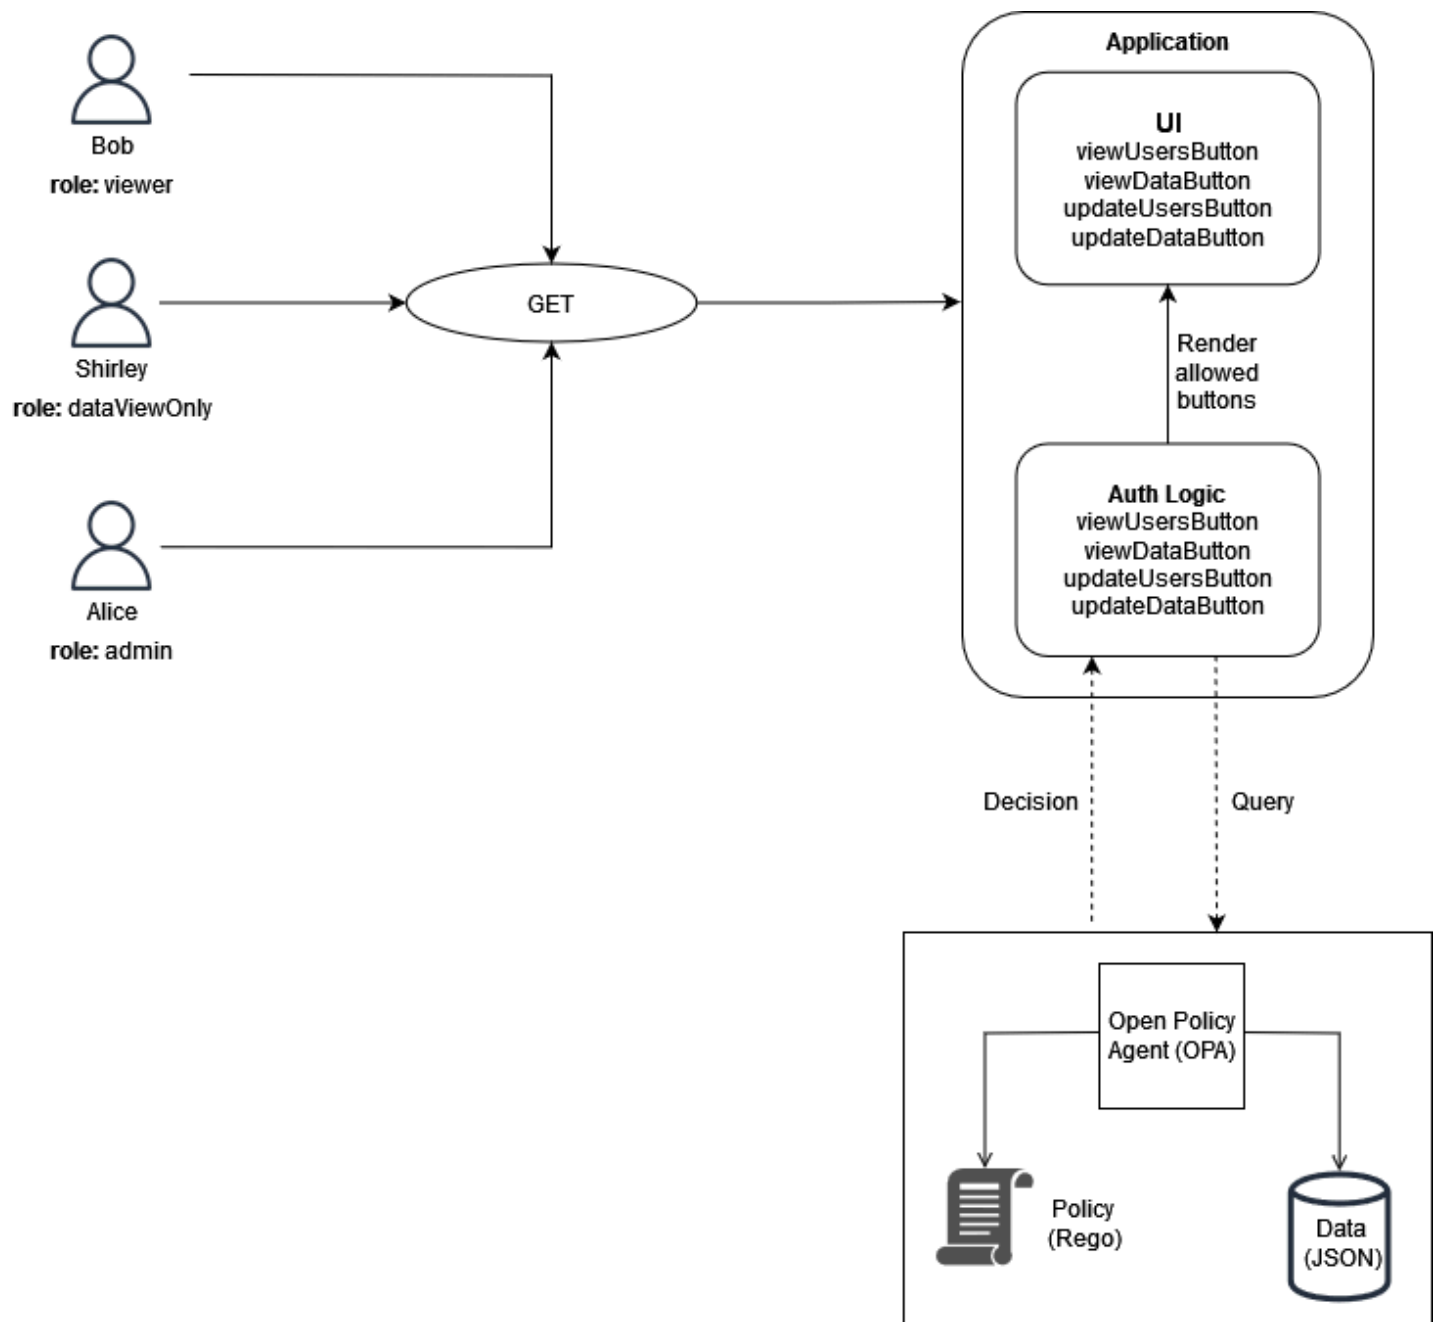 Bob
role: viewer
Shirley
role: dataViewOnly
Alice
role: admin
GET
Application
UI
viewUsersButton
viewDataButton
updateUsersButton
updateDataButton
Render
allowed
buttons
Auth Logic
viewUsersButton
viewDataButton
updateUsersButton
updateDataButton
Decision
Query
Open Policy
Agent (OPA)
Policy
(Rego)
Data
(JSON)